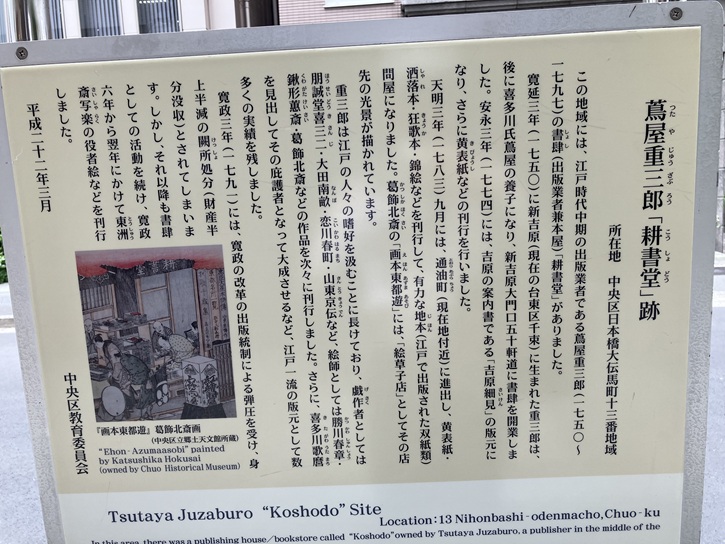 蔦屋重三郎「耕書堂」跡
所在地　中央区日本橋大伝馬町十三番地域
この地域には、江戸時代中期の出版業者である蔦屋重三郎（一七五〇～
一七九七）の書肆（出版業者兼本屋）「耕書堂」がありました。
寛延三年（一七五〇）に新吉原（現在の台東区千束）に生まれた重三郎は、
後に喜多川氏蔦屋の養子になり、新吉原大門口五十軒道に書肆を開業しま
した。安永三年（一七七四）には、吉原の案内書である「吉原細見」の版元に
なり、さらに黄表紙などの刊行を行いました。
天明三年（一七八三）九月には、通油町（現在地付近）に進出し、黄表紙・
洒落本・狂歌本・錦絵などを刊行して、有力な地本（江戸で出版された双紙類）
問屋になりました。葛飾北斎の「画本東都遊」には、「絵草子店」としてその店
先の光景が描かれています。
重三郎は江戸の人々の嗜好を汲むことに長けており、戯作者としては
朋誠堂喜三二・大田南畝・恋川春町・山東京伝など、絵師としては勝川春章・
鍬形蕙斎・葛飾北斎などの作品を次々に刊行しました。さらに、喜多川歌麿
を見出してその庇護者となって大成させるなど、江戸一流の版元として数
多くの実績を残しました。
寛政三年（一七九一）には、寛政の改革の出版統制による弾圧を受け、身
上半減の闕所処分（財産半
分没収）とされてしまいま
す。しかし、それ以降も書肆
としての活動を続け、寛政
六年から翌年にかけて東洲
斎写楽の役者絵などを刊行
しました。
平成二十二年三月
中央区教育委員会
『画本東都遊』葛飾北斎画
（中央区立郷土天文館所蔵）
"Ehon-Azumaasobi" painted
by Katsushika Hokusai
(owned by Chuo Historical Museum)
Tsutaya Juzaburo "Koshodo" Site
Location:13 Nihonbashi-odenmacho,Chuo-ku
In this area, there was a publishing house/bookstore called "Koshodo"owned by Tsutaya Juzaburo, a publisher in the middle of the